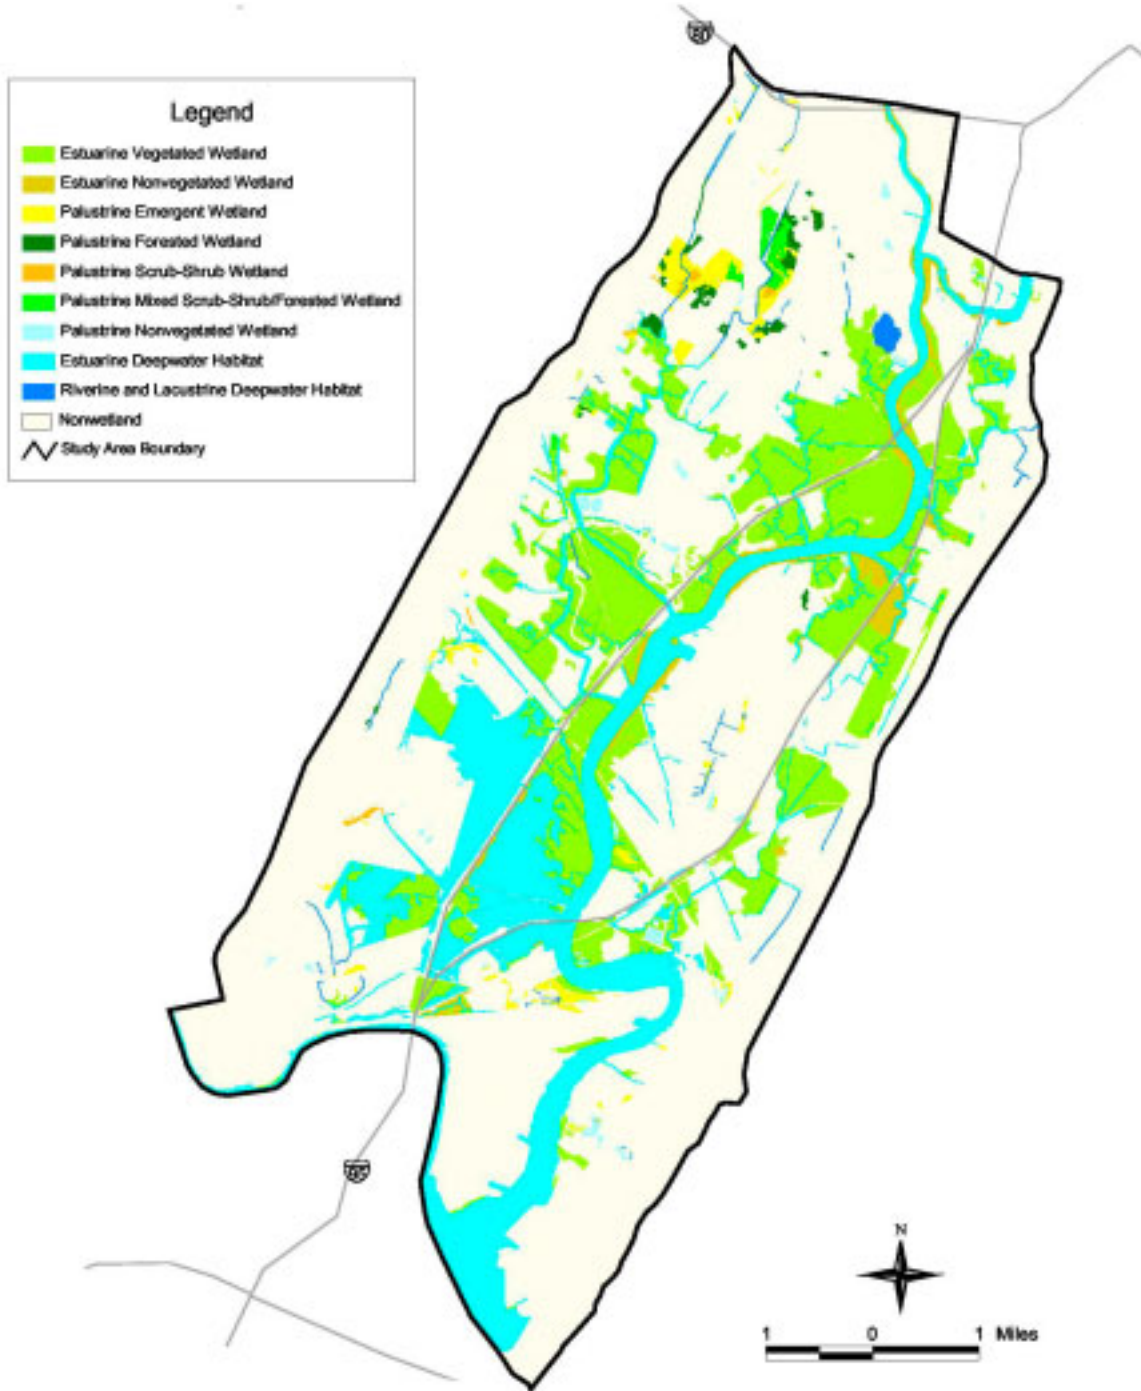 80
Legend
Estuarine Vegetated Wetland
Estuarine Nonvegetated Wetland
Palustrine Emergent Wetland
Palustrine Forested Wetland
Palustrine Scrub-Shrub Wetland
Palustrine Mixed Scrub-Shrub/Forested Wetland
Palustrine Nonvegetated Wetland
Estuarine Deepwater Habitat
Riverine and Lacustrine Deepwater Habitat
Nonwetland
Study Area Boundary
N
1 0 1 Miles